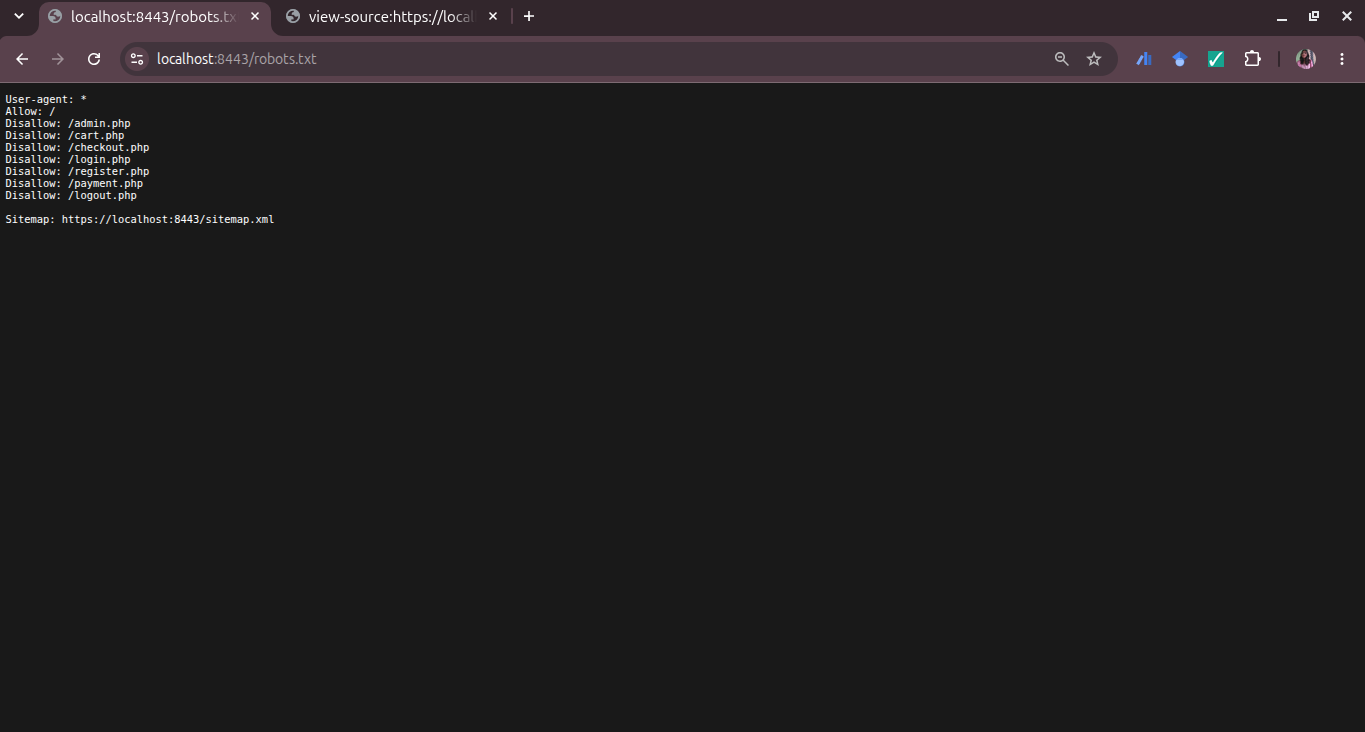 localhost:8443/robots.tx
view-source:https://local
localhost:8443/robots.txt
User-agent: *
Allow: /
Disallow: /admin.php
Disallow: /cart.php
Disallow: /checkout.php
Disallow: /login.php
Disallow: /register.php
Disallow: /payment.php
Disallow: /logout.php
Sitemap: https://localhost:8443/sitemap.xml